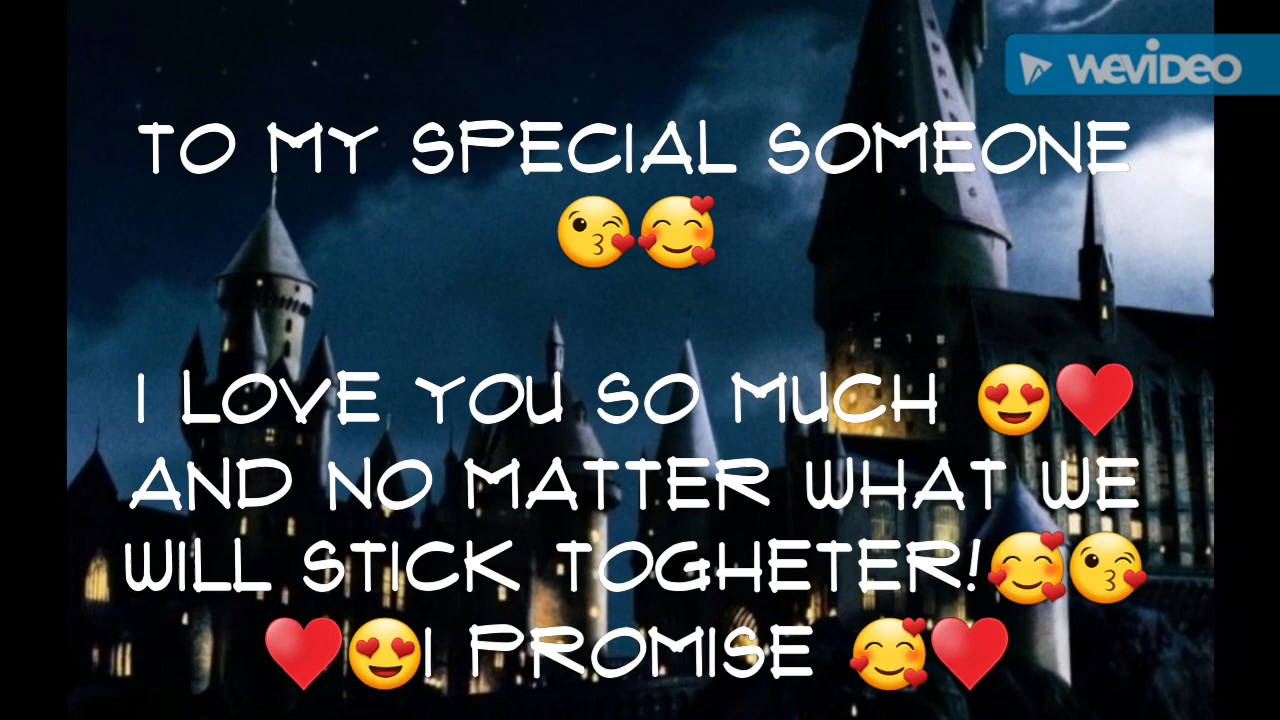 WEVIDEO
TO MY SPECIAL SOMEONE
😘🥰
I LOVE YOU SO MUCH 😍♥️
AND NO MATTER WHAT WE
WILL STICK TOGHETER!🥰😘
♥️😍I PROMISE 🥰♥️